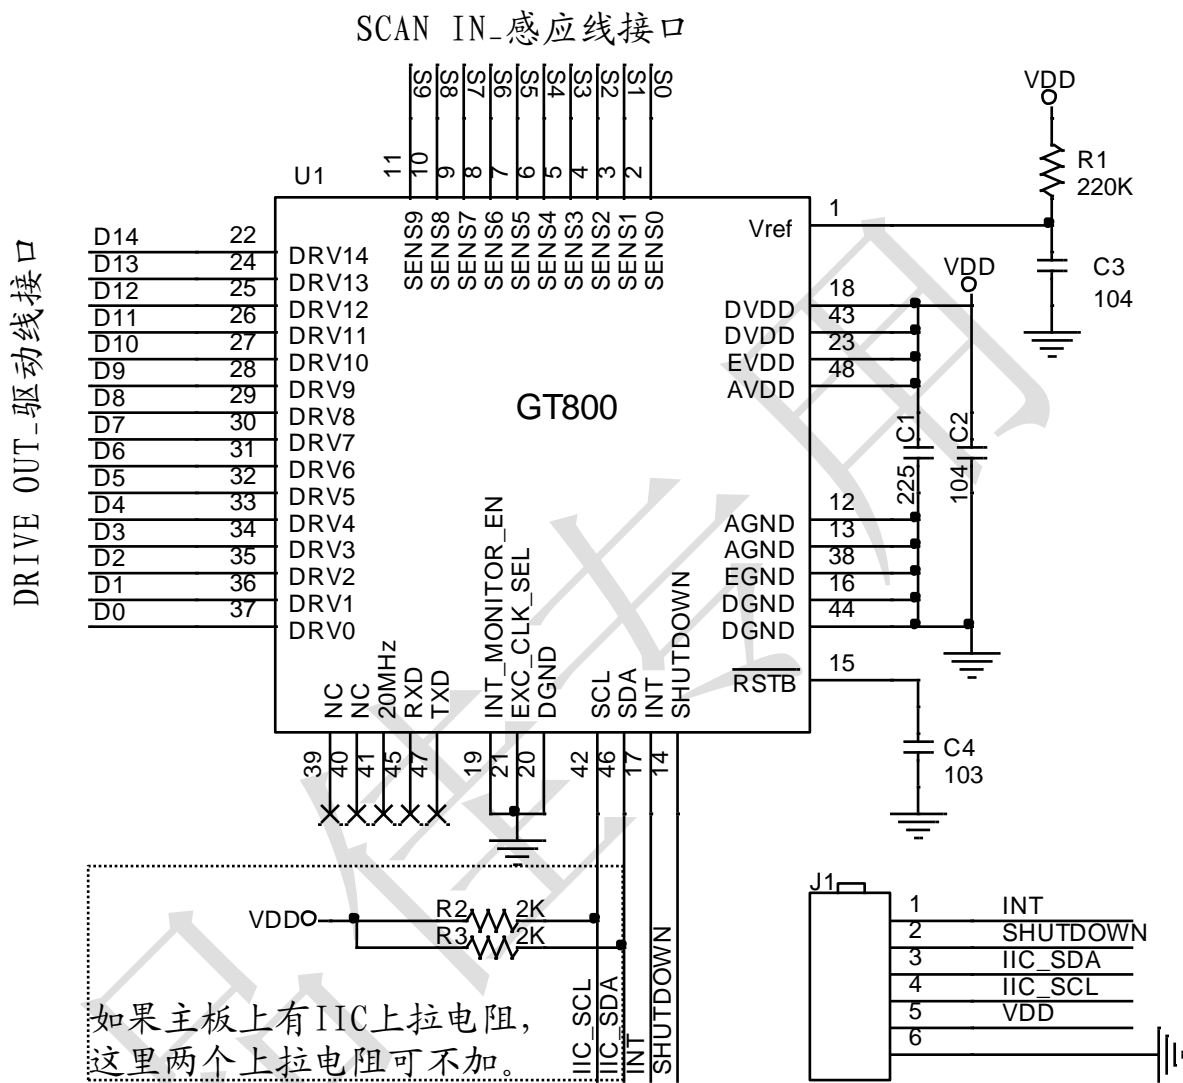 SCAN IN_感应线接口
S9 S8 S7 S6 S5 S4 S3 S2 S1 S0
11 10 9 8 7 6 5 4 3 2
U1
SENS9 SENS8 SENS7 SENS6 SENS5 SENS4 SENS3 SENS2 SENS1 SENS0
DRIVE OUT_驱动线接口
D14 22 DRV14
D13 24 DRV13
D12 25 DRV12
D11 26 DRV11
D10 27 DRV10
D9 28 DRV9
D8 29 DRV8
D7 30 DRV7
D6 31 DRV6
D5 32 DRV5
D4 33 DRV4
D3 34 DRV3
D2 35 DRV2
D1 36 DRV1
D0 37 DRV0
GT800
Vref 1
DVDD 18
DVDD 43
EVDD 23
AVDD 48
AGND 12
AGND 13
EGND 38
DGND 16
DGND 44
RSTB 15
VDD
R1
220K
C3
104
VDD
C1
225
C2
104
C4
103
NC NC 20MHz RXD TXD INT_MONITOR_EN EXC_CLK_SEL DGND SCL SDA INT SHUTDOWN
39 40 41 45 47 19 21 20 42 46 17 14
VDD
R2 2K
R3 2K
如果主板上有IIC上拉电阻，
这里两个上拉电阻可不加。
IIC_SCL IIC_SDA INT SHUTDOWN
J1
1 INT
2 SHUTDOWN
3 IIC_SDA
4 IIC_SCL
5 VDD
6